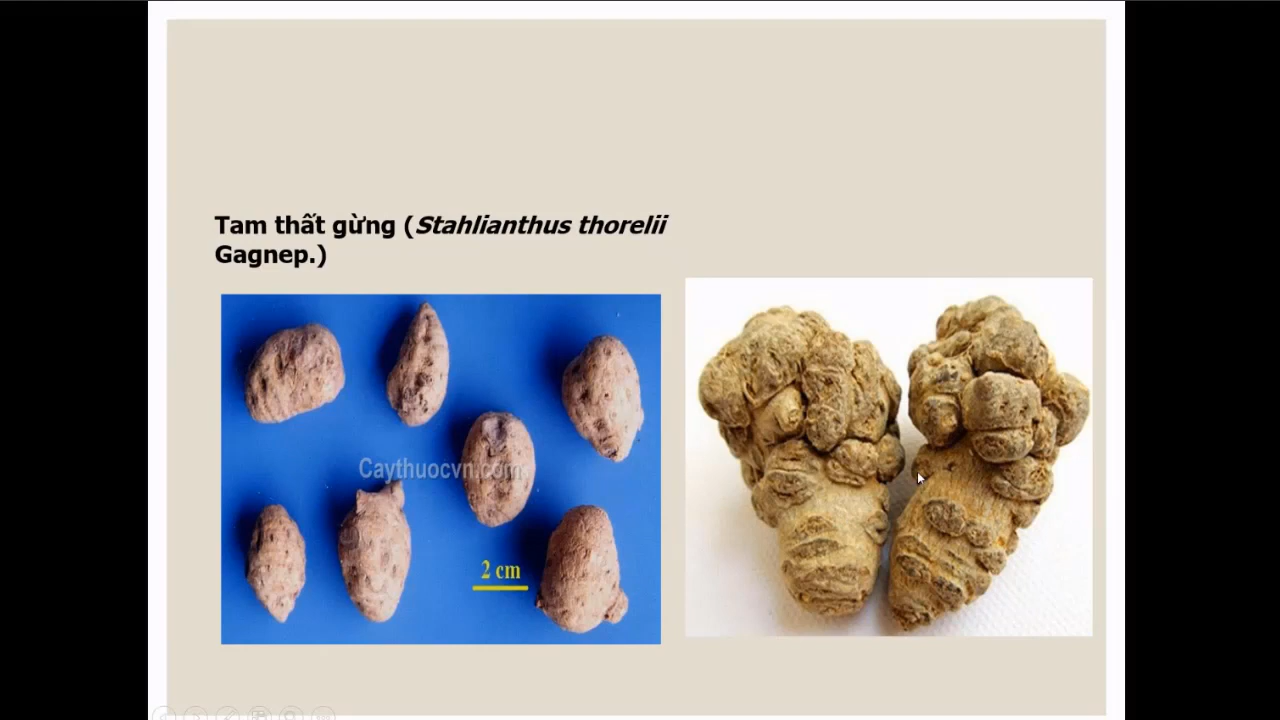 Tam thất gừng (Stahlianthus thorelii
Gagnep.)
Caythuocvn.com
2 cm